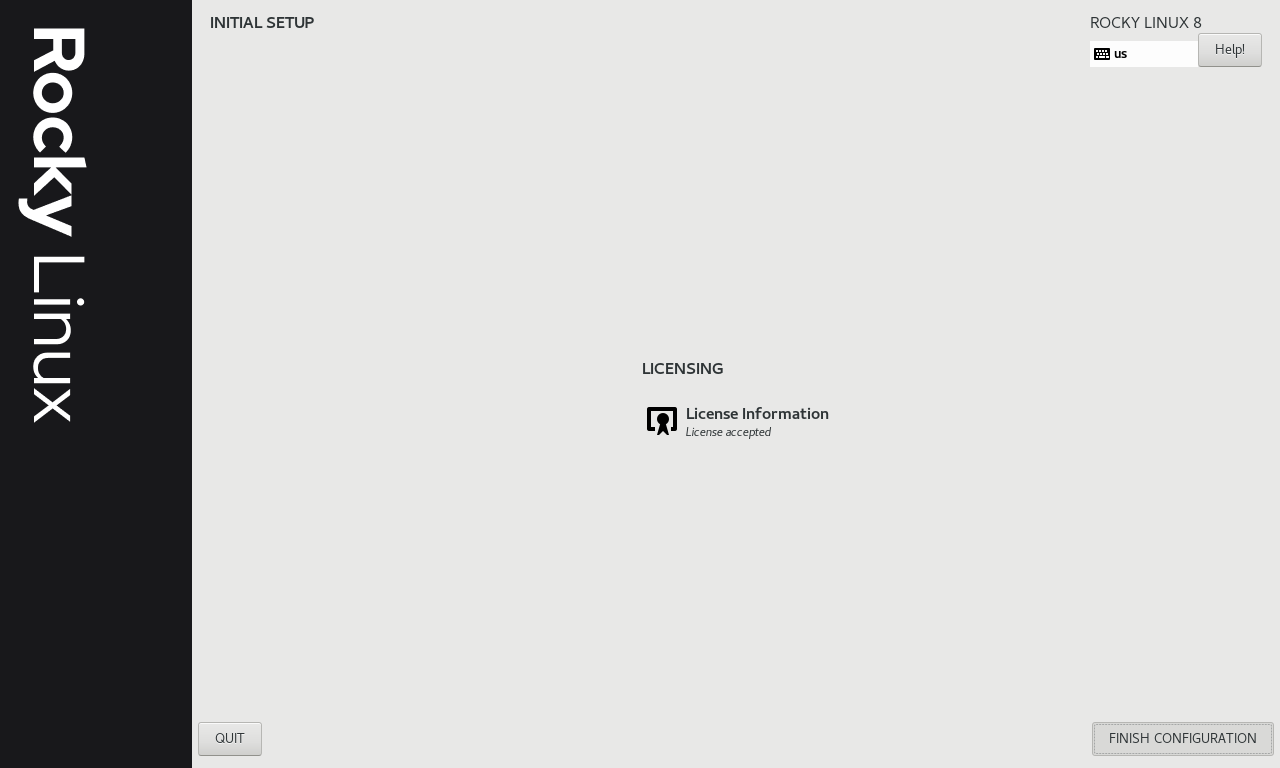 Rocky Linux
INITIAL SETUP
ROCKY LINUX 8
us
Help!
LICENSING
License Information
License accepted
QUIT
FINISH CONFIGURATION